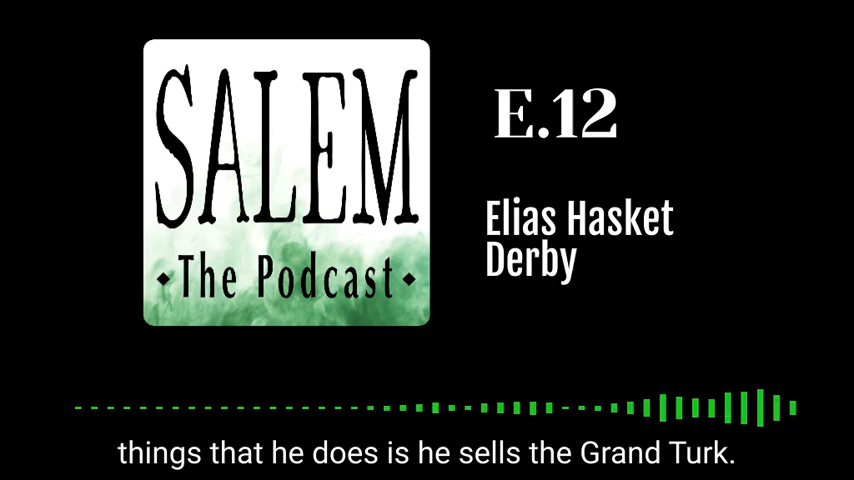 SALEM
• The Podcast •
E.12
Elias Hasket
Derby
things that he does is he sells the Grand Turk.